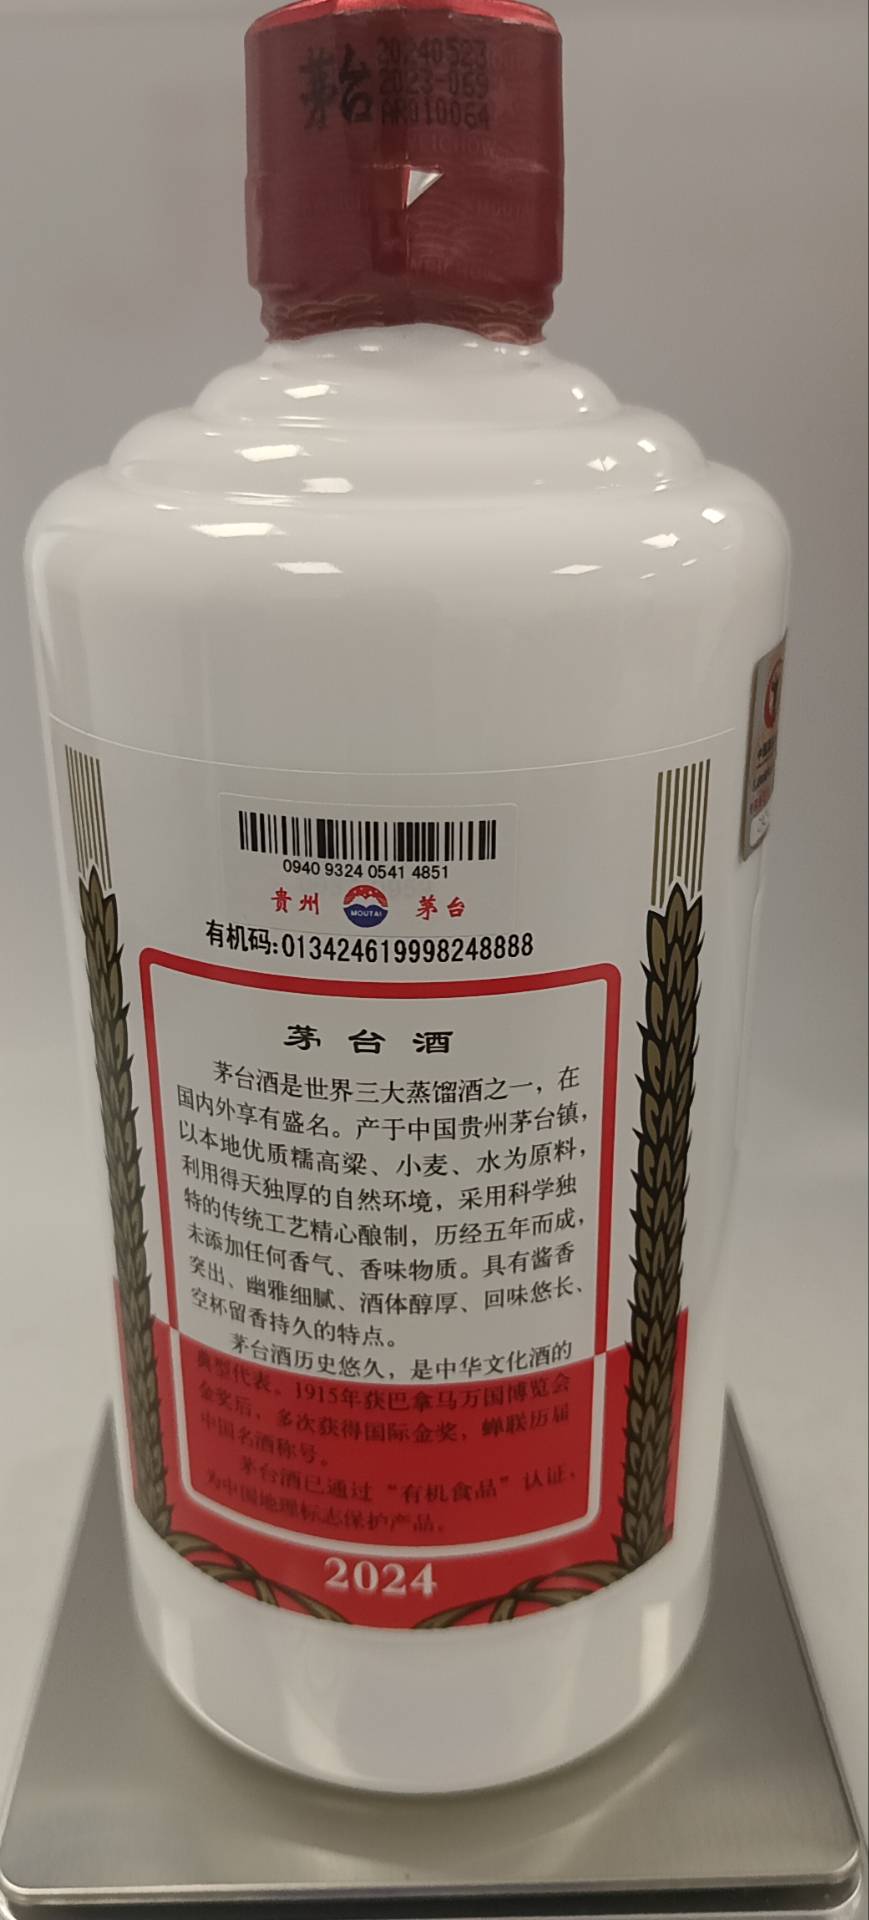 茅台
20240523
2023-069
AR010064
0940 9324 0541 4851
贵州
MOUTAI
茅台
有机码:013424619998248888
茅台酒
茅台酒是世界三大蒸馏酒之一，在
国内外享有盛名。产于中国贵州茅台镇，
以本地优质糯高粱、小麦、水为原料，
利用得天独厚的自然环境，采用科学独
特的传统工艺精心酿制，历经五年而成，
未添加任何香气、香味物质。具有酱香
突出、幽雅细腻、酒体醇厚、回味悠长、
空杯留香持久的特点。
茅台酒历史悠久，是中华文化酒的
典型代表。1915年获巴拿马万国博览会
金奖后，多次获得国际金奖，蝉联历届
中国名酒称号。
茅台酒已通过“有机食品”认证，
为中国地理标志保护产品。
2024